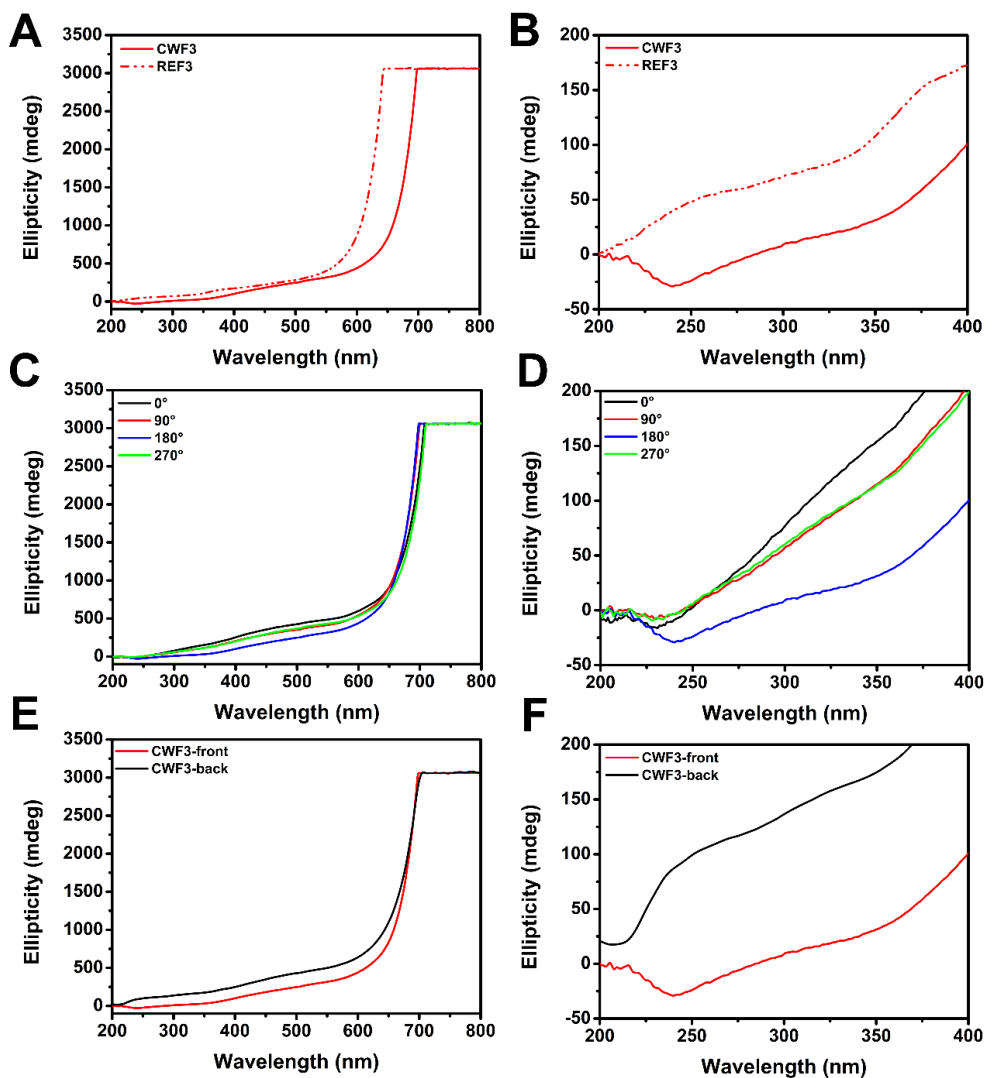 A
CWF3
REF3
3500
3000
2500
2000
1500
1000
500
0
Ellipticity (mdeg)
200 300 400 500 600 700 800
Wavelength (nm)
B
CWF3
REF3
200
150
100
50
0
-50
Ellipticity (mdeg)
200 250 300 350 400
Wavelength (nm)
C
0°
90°
180°
270°
3500
3000
2500
2000
1500
1000
500
0
Ellipticity (mdeg)
200 300 400 500 600 700 800
Wavelength (nm)
D
0°
90°
180°
270°
200
150
100
50
0
-50
Ellipticity (mdeg)
200 250 300 350 400
Wavelength (nm)
E
CWF3-front
CWF3-back
3500
3000
2500
2000
1500
1000
500
0
Ellipticity (mdeg)
200 300 400 500 600 700 800
Wavelength (nm)
F
CWF3-front
CWF3-back
200
150
100
50
0
-50
Ellipticity (mdeg)
200 250 300 350 400
Wavelength (nm)